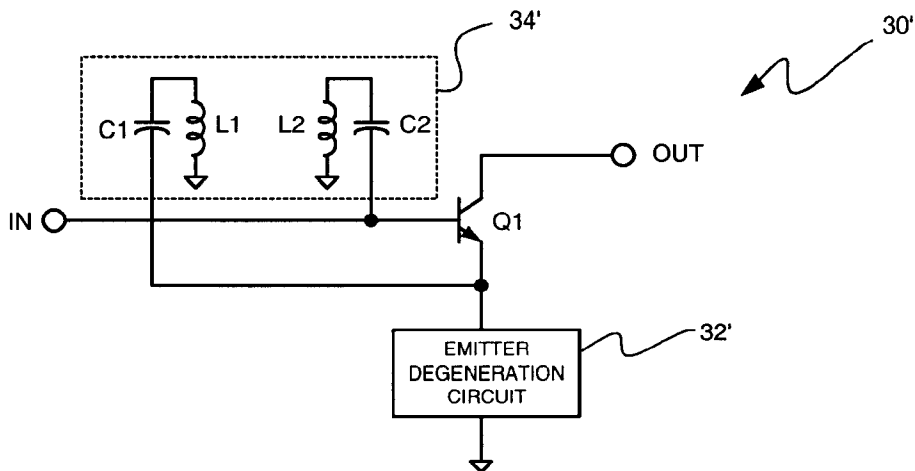 34'
30'
C1
L1
L2
C2
OUT
IN
Q1
32'
EMITTER
DEGENERATION
CIRCUIT